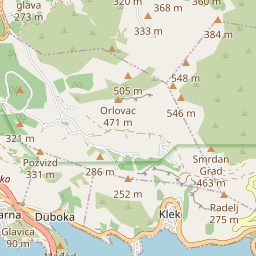 glava
273 m
320 m
368 m
333 m
360 m
384 m
505 m
548 m
Orlovac
471 m
546 m
321 m
Požvizd
331 m
286 m
Smrdan
Grad
463 m
252 m
Duboka
Klek
Radelj
275 m
Glavica
90 m